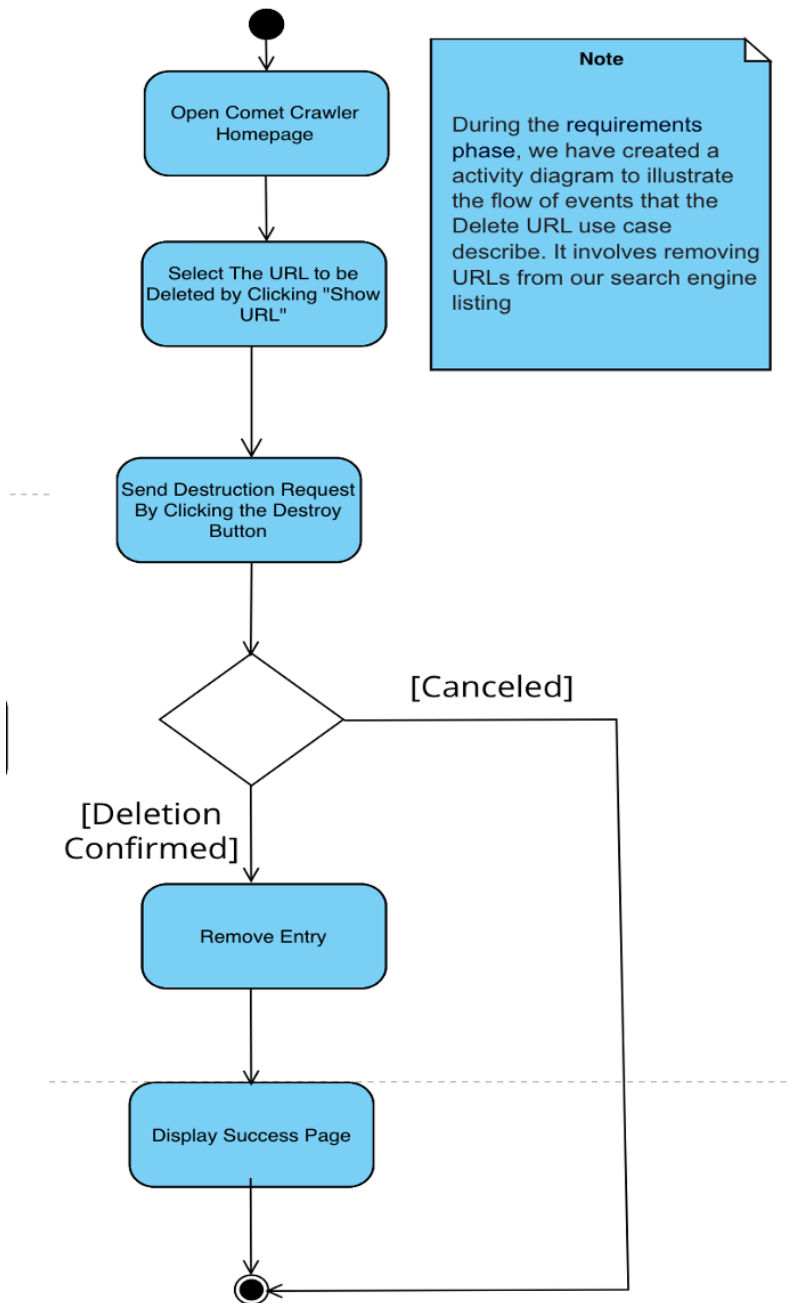 Open Comet Crawler
Homepage
Note
During the requirements
phase, we have created a
activity diagram to illustrate
the flow of events that the
Delete URL use case
describe. It involves removing
URLs from our search engine
listing
Select The URL to be
Deleted by Clicking "Show
URL"
Send Destruction Request
By Clicking the Destroy
Button
[Canceled]
[Deletion
Confirmed]
Remove Entry
Display Success Page